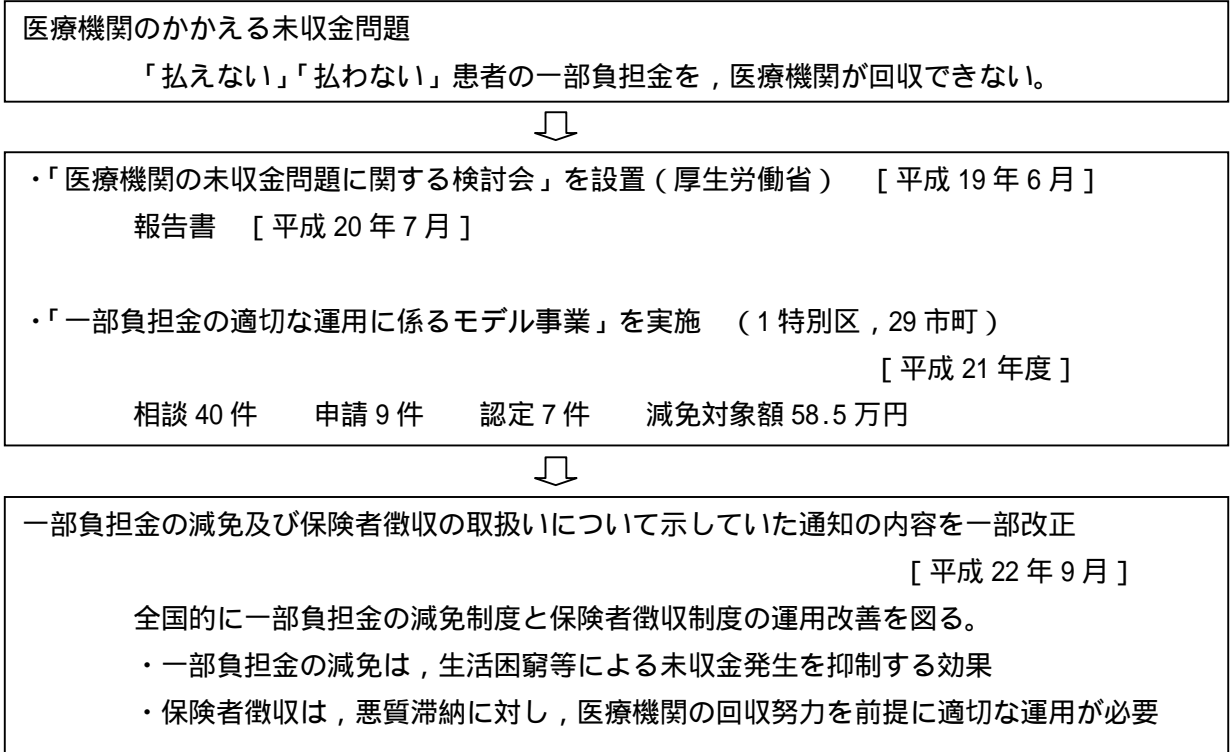 医療機関のかかえる未収金問題
「払えない」「払わない」患者の一部負担金を，医療機関が回収できない。
・「医療機関の未収金問題に関する検討会」を設置（厚生労働省） ［平成 19 年 6 月］
報告書 ［平成 20 年 7 月］
・「一部負担金の適切な運用に係るモデル事業」を実施 （1 特別区，29 市町）
［平成 21 年度］
相談 40 件 申請 9 件 認定 7 件 減免対象額 58.5 万円
一部負担金の減免及び保険者徴収の取扱いについて示していた通知の内容を一部改正
［平成 22 年 9 月］
全国的に一部負担金の減免制度と保険者徴収制度の運用改善を図る。
・一部負担金の減免は，生活困窮等による未収金発生を抑制する効果
・保険者徴収は，悪質滞納に対し，医療機関の回収努力を前提に適切な運用が必要